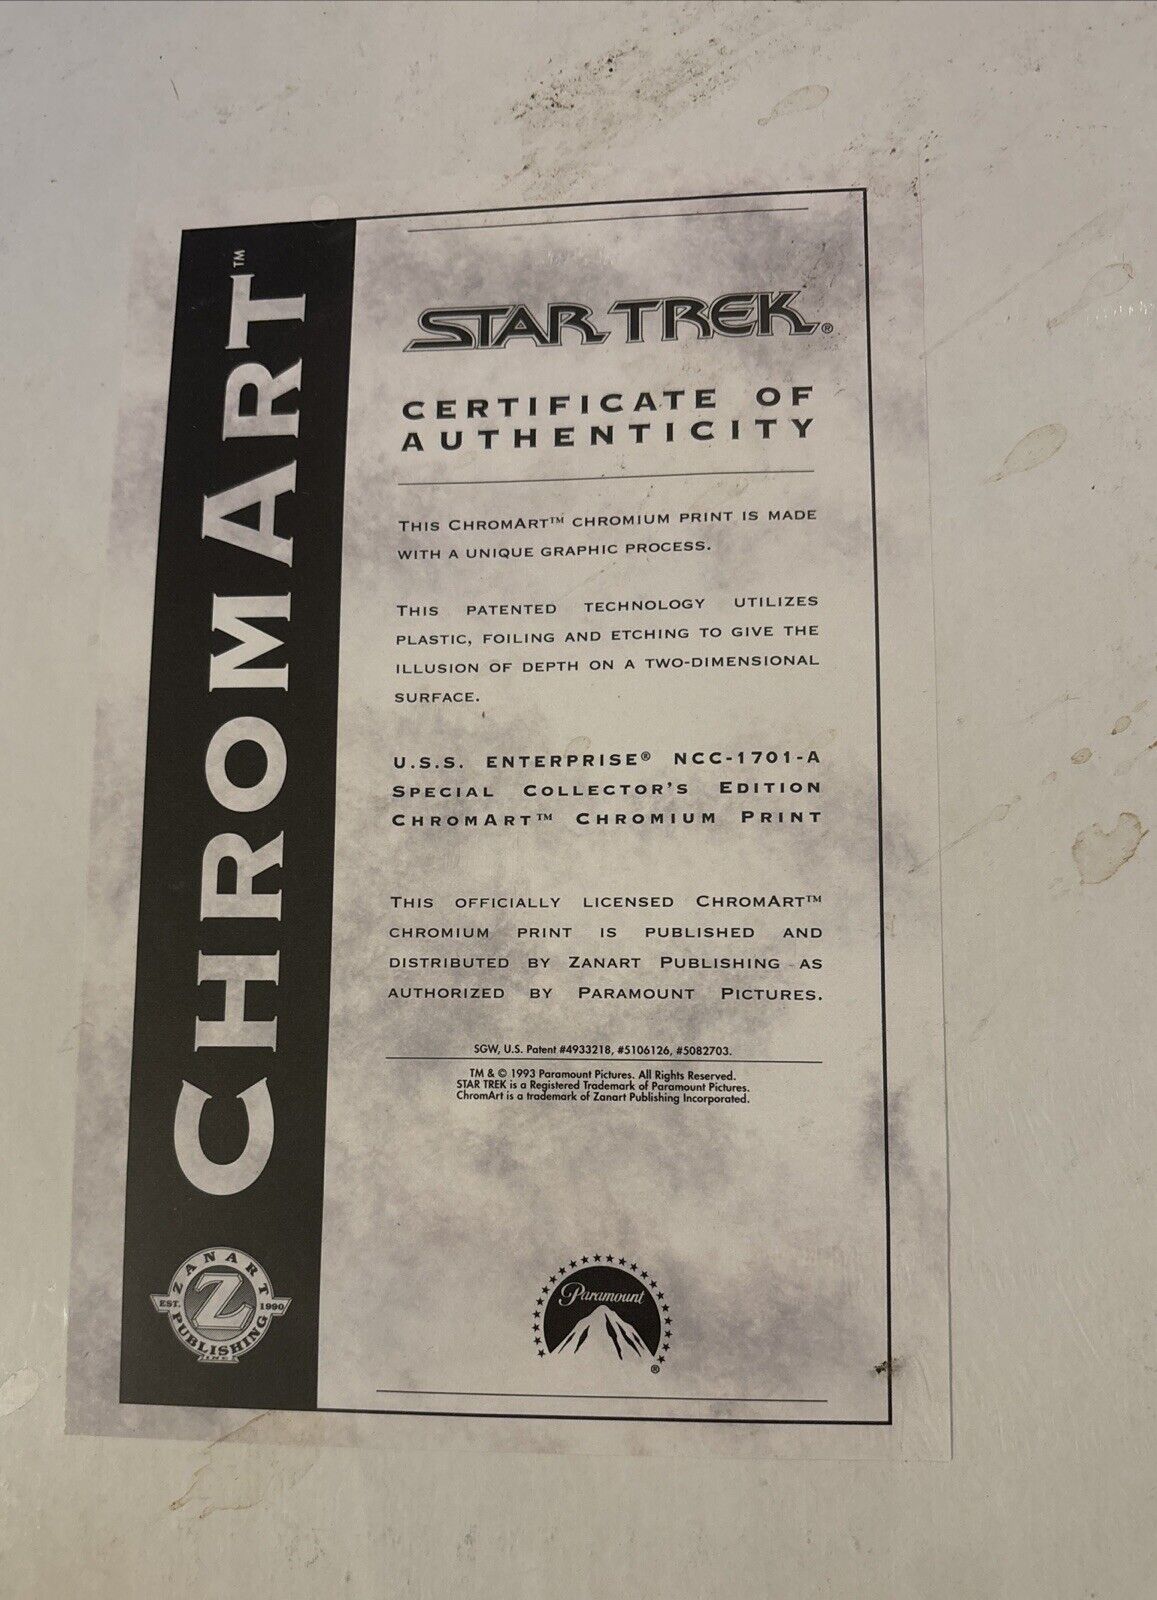 CHROMART™
STAR TREK®
CERTIFICATE OF
AUTHENTICITY
THIS CHROMART™ CHROMIUM PRINT IS MADE
WITH A UNIQUE GRAPHIC PROCESS.
THIS PATENTED TECHNOLOGY UTILIZES
PLASTIC, FOILING AND ETCHING TO GIVE THE
ILLUSION OF DEPTH ON A TWO-DIMENSIONAL
SURFACE.
U.S.S. ENTERPRISE® NCC-1701-A
SPECIAL COLLECTOR'S EDITION
CHROMART™ CHROMIUM PRINT
THIS OFFICIALLY LICENSED CHROMART™
CHROMIUM PRINT IS PUBLISHED AND
DISTRIBUTED BY ZANART PUBLISHING AS
AUTHORIZED BY PARAMOUNT PICTURES.
SGW, U.S. Patent #4933218, #5106126, #5082703.
TM & © 1993 Paramount Pictures. All Rights Reserved.
STAR TREK is a Registered Trademark of Paramount Pictures.
ChromArt is a trademark of Zanart Publishing Incorporated.
ZANART
EST. Z 1990
PUBLISHING
INC.
Paramount
®